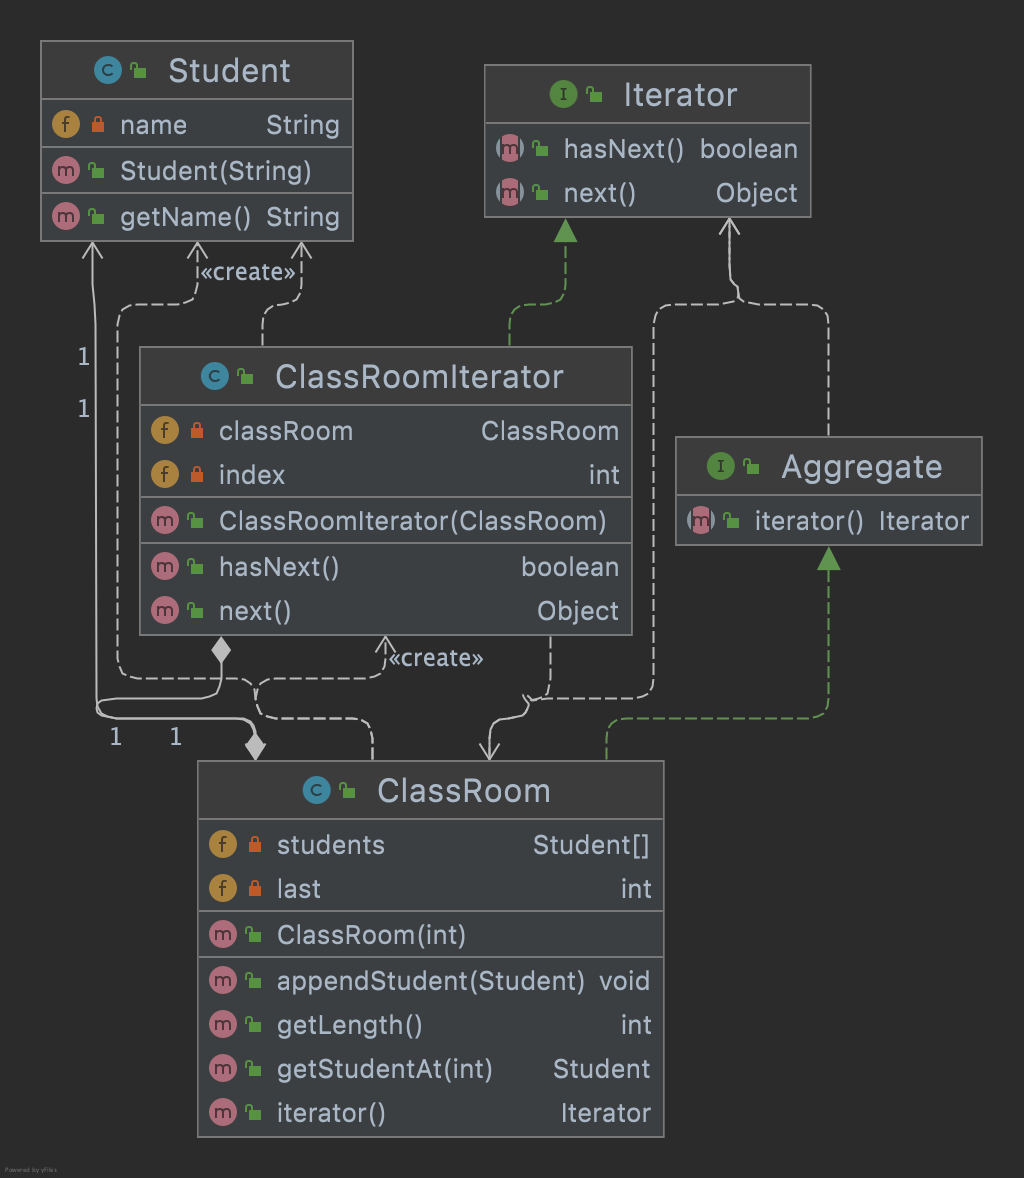 C Student
f name String
m Student(String)
m getName() String
I Iterator
m hasNext() boolean
m next() Object
«create»
1
1
C ClassRoomIterator
f classRoom ClassRoom
f index int
m ClassRoomIterator(ClassRoom)
m hasNext() boolean
m next() Object
I Aggregate
m iterator() Iterator
«create»
1 1
C ClassRoom
f students Student[]
f last int
m ClassRoom(int)
m appendStudent(Student) void
m getLength() int
m getStudentAt(int) Student
m iterator() Iterator
Powered by yFiles